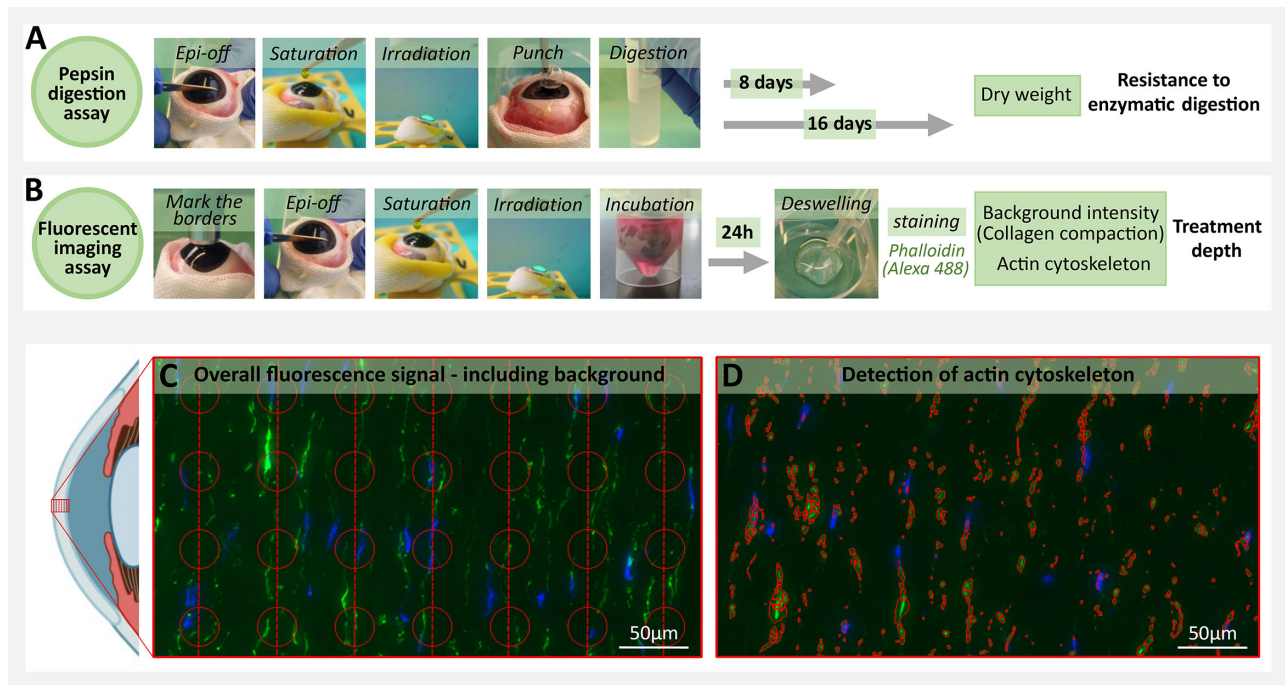 A
Pepsin
digestion
assay
Epi-off
Saturation
Irradiation
Punch
Digestion
8 days
16 days
Dry weight
Resistance to
enzymatic digestion
B
Fluorescent
imaging
assay
Mark the
borders
Epi-off
Saturation
Irradiation
Incubation
24h
Deswelling
staining
Phalloidin
(Alexa 488)
Background intensity
(Collagen compaction)
Actin cytoskeleton
Treatment
depth
C
Overall fluorescence signal - including background
50µm
D
Detection of actin cytoskeleton
50µm